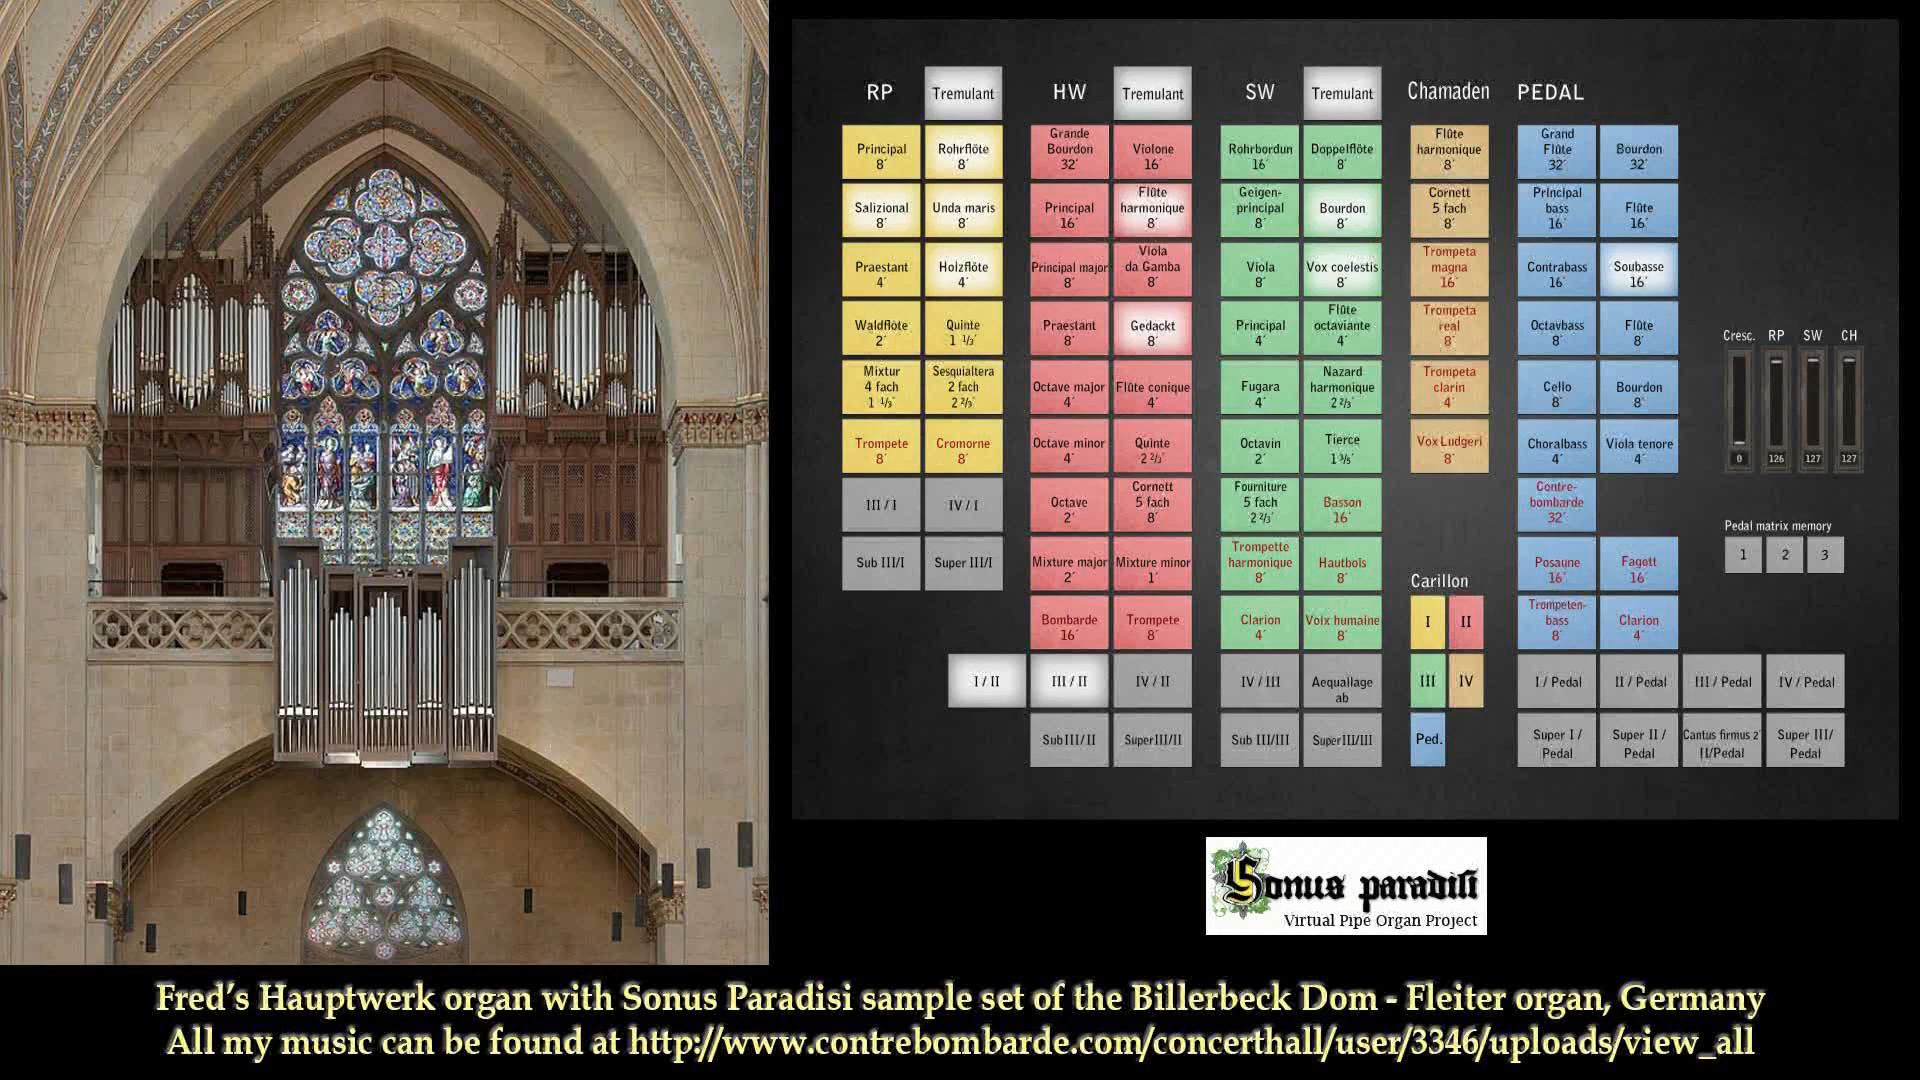 RP
Tremulant
HW
Tremulant
SW
Tremulant
Chamaden
PEDAL
Principal
8´
Rohrflöte
8´
Grande
Bourdon
32´
Violone
16´
Rohrbordun
16´
Doppelflöte
8´
Flûte
harmonique
8´
Grand
Flûte
32´
Bourdon
32´
Salizional
8´
Unda maris
8´
Principal
16´
Flûte
harmonique
8´
Geigen-
principal
8´
Bourdon
8´
Cornett
5 fach
8´
Principal
bass
16´
Flûte
16´
Praestant
4´
Holzflöte
4´
Principal major
8´
Viola
da Gamba
8´
Viola
8´
Vox coelestis
8´
Trompeta
magna
16´
Contrabass
16´
Soubasse
16´
Waldflöte
2´
Quinte
1 1/3´
Praestant
8´
Gedackt
8´
Principal
4´
Flûte
octaviante
4´
Trompeta
real
8´
Octavbass
8´
Flûte
8´
Cresc.
RP
SW
CH
Mixtur
4 fach
1 1/3´
Sesquialtera
2 fach
2 2/3´
Octave major
4´
Flûte conique
4´
Fugara
4´
Nazard
harmonique
2 2/3´
Trompeta
clarin
4´
Cello
8´
Bourdon
8´
Trompete
8´
Cromorne
8´
Octave minor
4´
Quinte
2 2/3´
Octavin
2´
Tierce
1 3/5´
Vox Ludgeri
8´
Choralbass
4´
Viola tenore
4´
0
126
127
127
III / I
IV / I
Octave
2´
Cornett
5 fach
8´
Fourniture
5 fach
2 2/3´
Basson
16´
Contre-
bombarde
32´
Pedal matrix memory
1
2
3
Sub III/I
Super III/I
Mixture major
2´
Mixture minor
1´
Trompette
harmonique
8´
Hautbois
8´
Posaune
16´
Fagott
16´
Carillon
Bombarde
16´
Trompete
8´
Clarion
4´
Voix humaine
8´
I
II
Trompeten-
bass
8´
Clarion
4´
I / II
III / II
IV / II
IV / III
Aequallage
ab
III
IV
I / Pedal
II / Pedal
III / Pedal
IV / Pedal
Sub III/ II
Super III/ II
Sub III/III
Super III/III
Ped.
Super I /
Pedal
Super II /
Pedal
Cantus firmus 2´
II/Pedal
Super III/
Pedal
Sonus paradisi
Virtual Pipe Organ Project
Fred's Hauptwerk organ with Sonus Paradisi sample set of the Billerbeck Dom - Fleiter organ, Germany
All my music can be found at http://www.contrebombarde.com/concerthall/user/3346/uploads/view_all